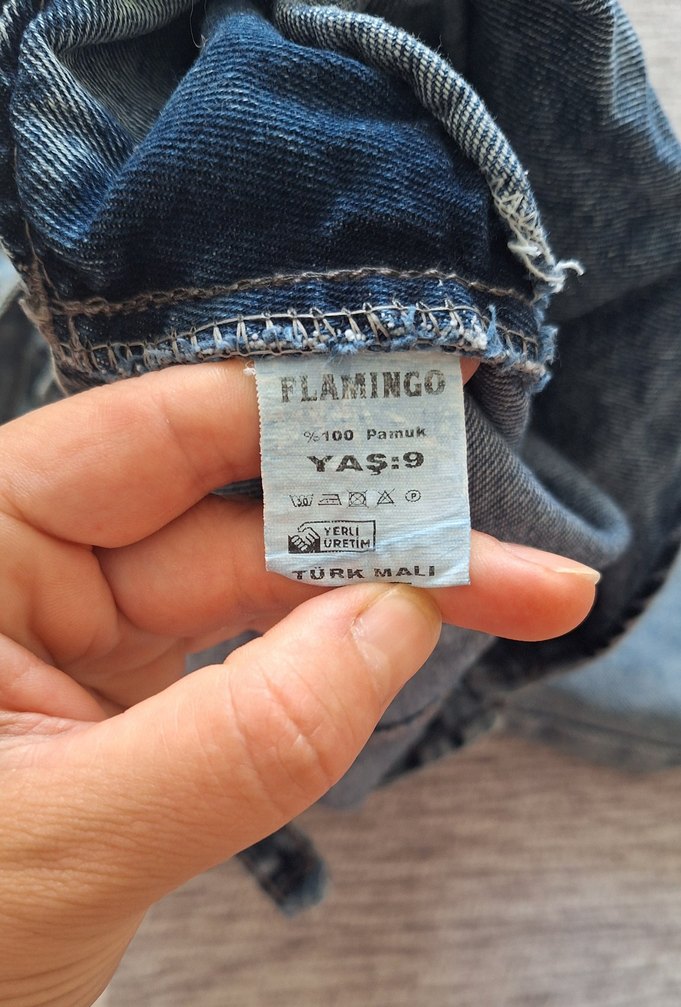 FLAMINGO
%100 Pamuk
YAŞ:9
30 P
YERLİ
ÜRETİM
TÜRK MALI